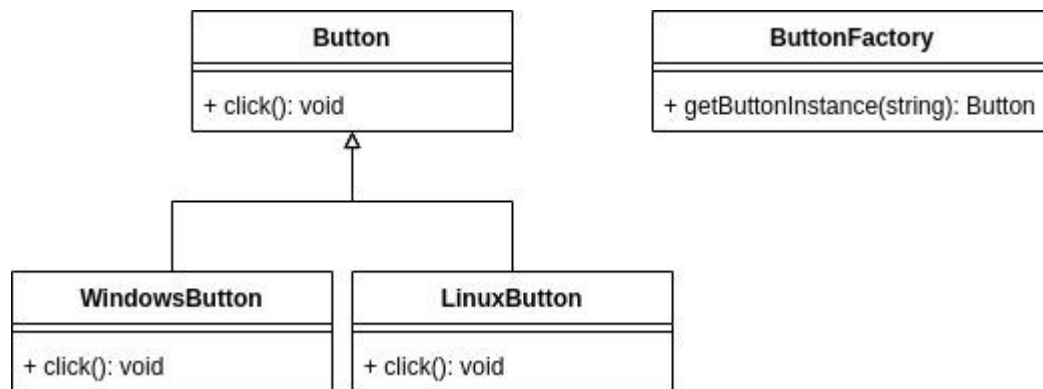 Button
+ click(): void
ButtonFactory
+ getButtonInstance(string): Button
WindowsButton
+ click(): void
LinuxButton
+ click(): void